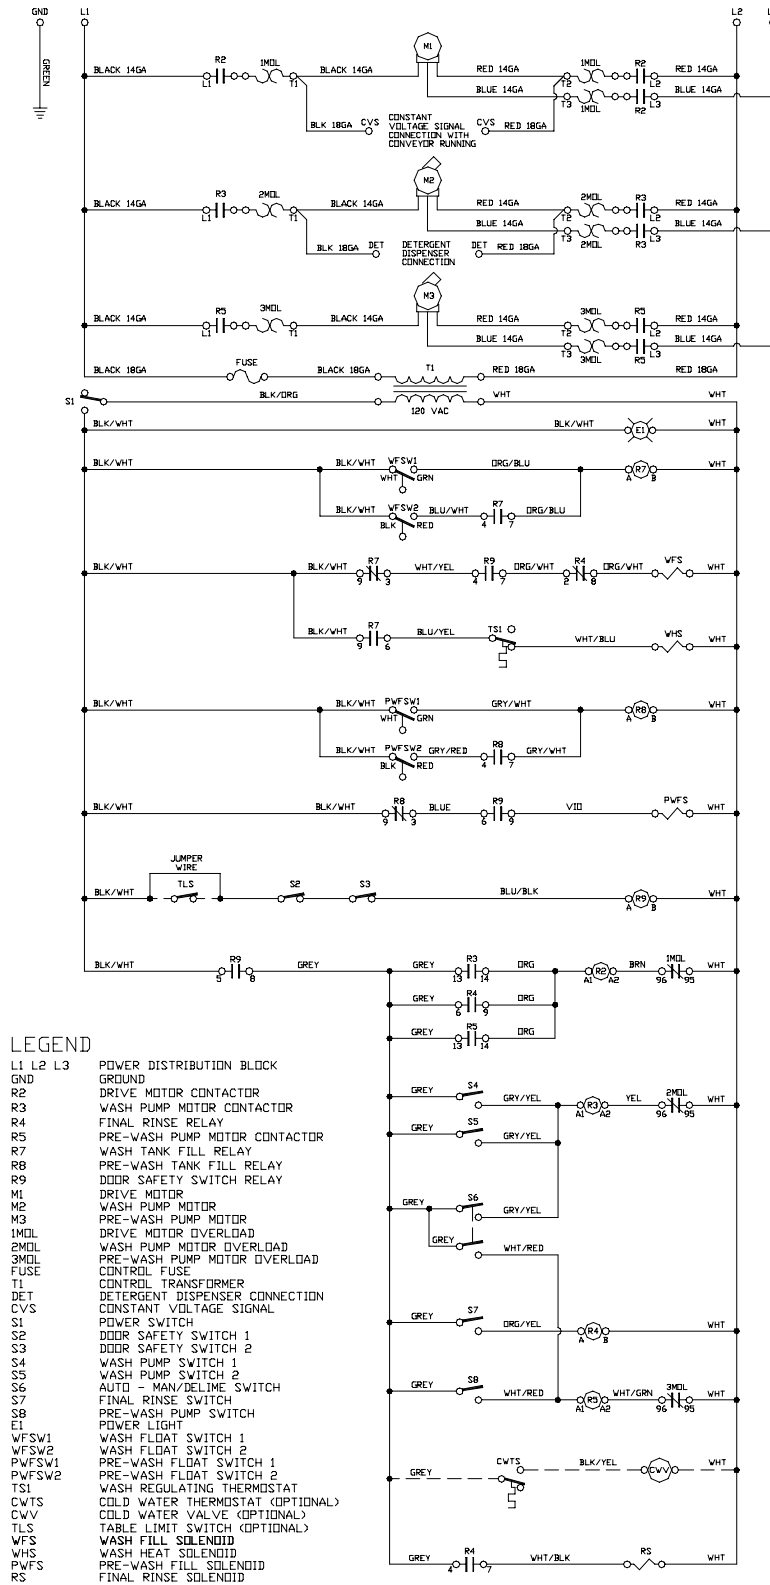 GND L1 L2 L
GREEN
M1
BLACK 14GA R2 1MOL BLACK 14GA RED 14GA 1MOL R2 RED 14GA
L1 T1 T2 L2
BLUE 14GA BLUE 14GA
T3 1MOL R2 L3
BLK 18GA CVS CONSTANT VOLTAGE SIGNAL CONNECTION WITH CONVEYOR RUNNING CVS RED 18GA
M2
BLACK 14GA R3 2MOL BLACK 14GA RED 14GA 2MOL R3 RED 14GA
L1 T1 T2 L2
BLUE 14GA BLUE 14GA
T3 2MOL R3 L3
BLK 18GA DET DETERGENT DISPENSER CONNECTION DET RED 18GA
M3
BLACK 14GA R5 3MOL BLACK 14GA RED 14GA 3MOL R5 RED 14GA
L1 T1 T2 L2
BLUE 14GA BLUE 14GA
T3 3MOL R5 L3
BLACK 18GA FUSE BLACK 18GA T1 RED 18GA RED 18GA
S1 BLK/ORG 120 VAC WHT WHT
BLK/WHT BLK/WHT E1 WHT
BLK/WHT BLK/WHT WFSW1 ORG/BLU R7 WHT
WHT GRN A B
BLK/WHT WFSW2 BLU/WHT R7 ORG/BLU
BLK RED 4 7
BLK/WHT BLK/WHT R7 WHT/YEL R9 ORG/WHT R4 ORG/WHT WFS WHT
9 3 4 7 2 8
BLK/WHT R7 BLU/YEL TS1 WHT/BLU WHS WHT
9 6
BLK/WHT BLK/WHT PWFSW1 GRY/WHT R8 WHT
WHT GRN A B
BLK/WHT PWFSW2 GRY/RED R8 GRY/WHT
BLK RED 4 7
BLK/WHT BLK/WHT R8 BLUE R9 VIO PWFS WHT
9 3 6 9
JUMPER WIRE
BLK/WHT TLS S2 S3 BLU/BLK R9 WHT
A B
BLK/WHT R9 GREY GREY R3 ORG R2 BRN 1MOL WHT
5 8 13 14 A1 A2 96 95
GREY R4 ORG
6 9
GREY R5 ORG
13 14
GREY S4 GRY/YEL R3 YEL 2MOL WHT
A1 A2 96 95
GREY S5 GRY/YEL
GREY S6 GRY/YEL
GREY WHT/RED
GREY S7 ORG/YEL R4 WHT
A B
GREY S8 WHT/RED R5 WHT/GRN 3MOL WHT
A1 A2 96 95
GREY CWTS BLK/YEL CWV WHT
GREY R4 WHT/BLK RS WHT
4 7
LEGEND
L1 L2 L3 POWER DISTRIBUTION BLOCK
GND GROUND
R2 DRIVE MOTOR CONTACTOR
R3 WASH PUMP MOTOR CONTACTOR
R4 FINAL RINSE RELAY
R5 PRE-WASH PUMP MOTOR CONTACTOR
R7 WASH TANK FILL RELAY
R8 PRE-WASH TANK FILL RELAY
R9 DOOR SAFETY SWITCH RELAY
M1 DRIVE MOTOR
M2 WASH PUMP MOTOR
M3 PRE-WASH PUMP MOTOR
1MOL DRIVE MOTOR OVERLOAD
2MOL WASH PUMP MOTOR OVERLOAD
3MOL PRE-WASH PUMP MOTOR OVERLOAD
FUSE CONTROL FUSE
T1 CONTROL TRANSFORMER
DET DETERGENT DISPENSER CONNECTION
CVS CONSTANT VOLTAGE SIGNAL
S1 POWER SWITCH
S2 DOOR SAFETY SWITCH 1
S3 DOOR SAFETY SWITCH 2
S4 WASH PUMP SWITCH 1
S5 WASH PUMP SWITCH 2
S6 AUTO - MAN/DELIME SWITCH
S7 FINAL RINSE SWITCH
S8 PRE-WASH PUMP SWITCH
E1 POWER LIGHT
WFSW1 WASH FLOAT SWITCH 1
WFSW2 WASH FLOAT SWITCH 2
PWFSW1 PRE-WASH FLOAT SWITCH 1
PWFSW2 PRE-WASH FLOAT SWITCH 2
TS1 WASH REGULATING THERMOSTAT
CWTS COLD WATER THERMOSTAT (OPTIONAL)
CWV COLD WATER VALVE (OPTIONAL)
TLS TABLE LIMIT SWITCH (OPTIONAL)
WFS WASH FILL SOLENOID
WHS WASH HEAT SOLENOID
PWFS PRE-WASH FILL SOLENOID
RS FINAL RINSE SOLENOID